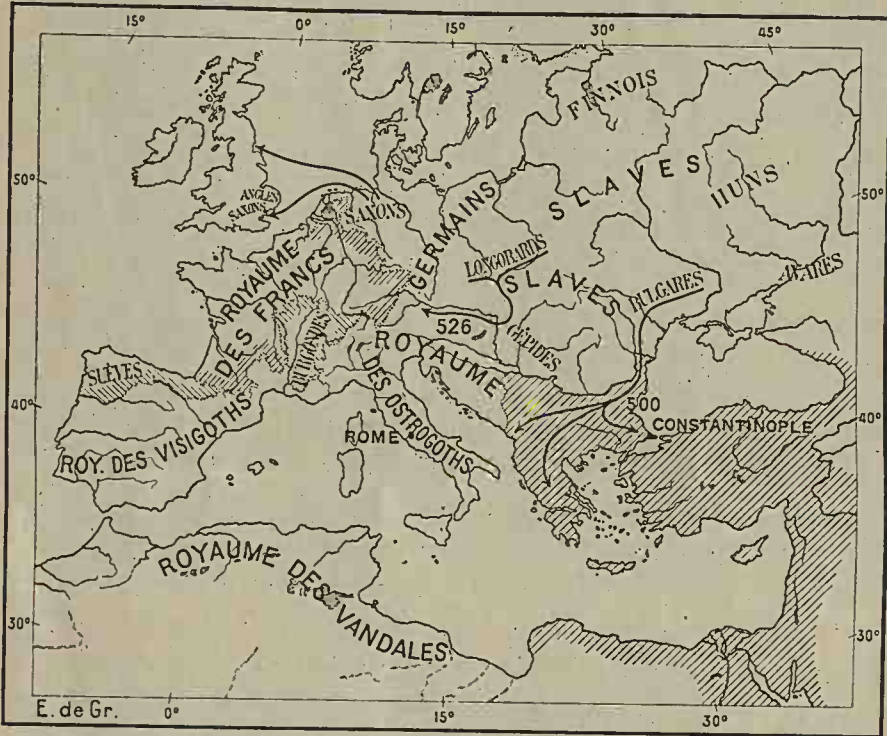 15° 0° 15° 30° 45°
FINNOIS
SLAVES
HUNS
50° 50°
ANGLES
SAXONS
SAXONS
GERMAINS
LONGOBARDS
SLAVES
BULGARES
AVARES
ROYAUME
DES FRANCS
526
GÉPIDES
ROYAUME
DES OSTROGOTHS
SUÈVES
40° 40°
500
CONSTANTINOPLE
ROME
ROY. DES VISIGOTHS
ROYAUME DES VANDALES
30° 30°
E. de Gr.
0° 15° 30°